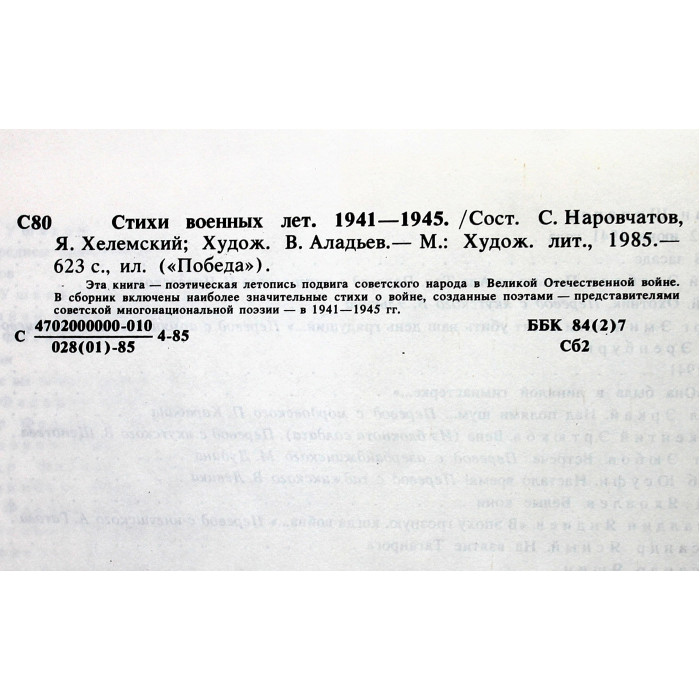 С80 Стихи военных лет. 1941—1945. /Сост. С. Наровчатов,
Я. Хелемский; Худож. В. Аладьев.— М.: Худож. лит., 1985.—
623 с., ил. («Победа»).
Эта книга — поэтическая летопись подвига советского народа в Великой Отечественной войне.
В сборник включены наиболее значительные стихи о войне, созданные поэтами — представителями
советской многонациональной поэзии — в 1941—1945 гг.
С 4702000000-010
028(01)-85 4-85
ББК 84(2)7
Сб2